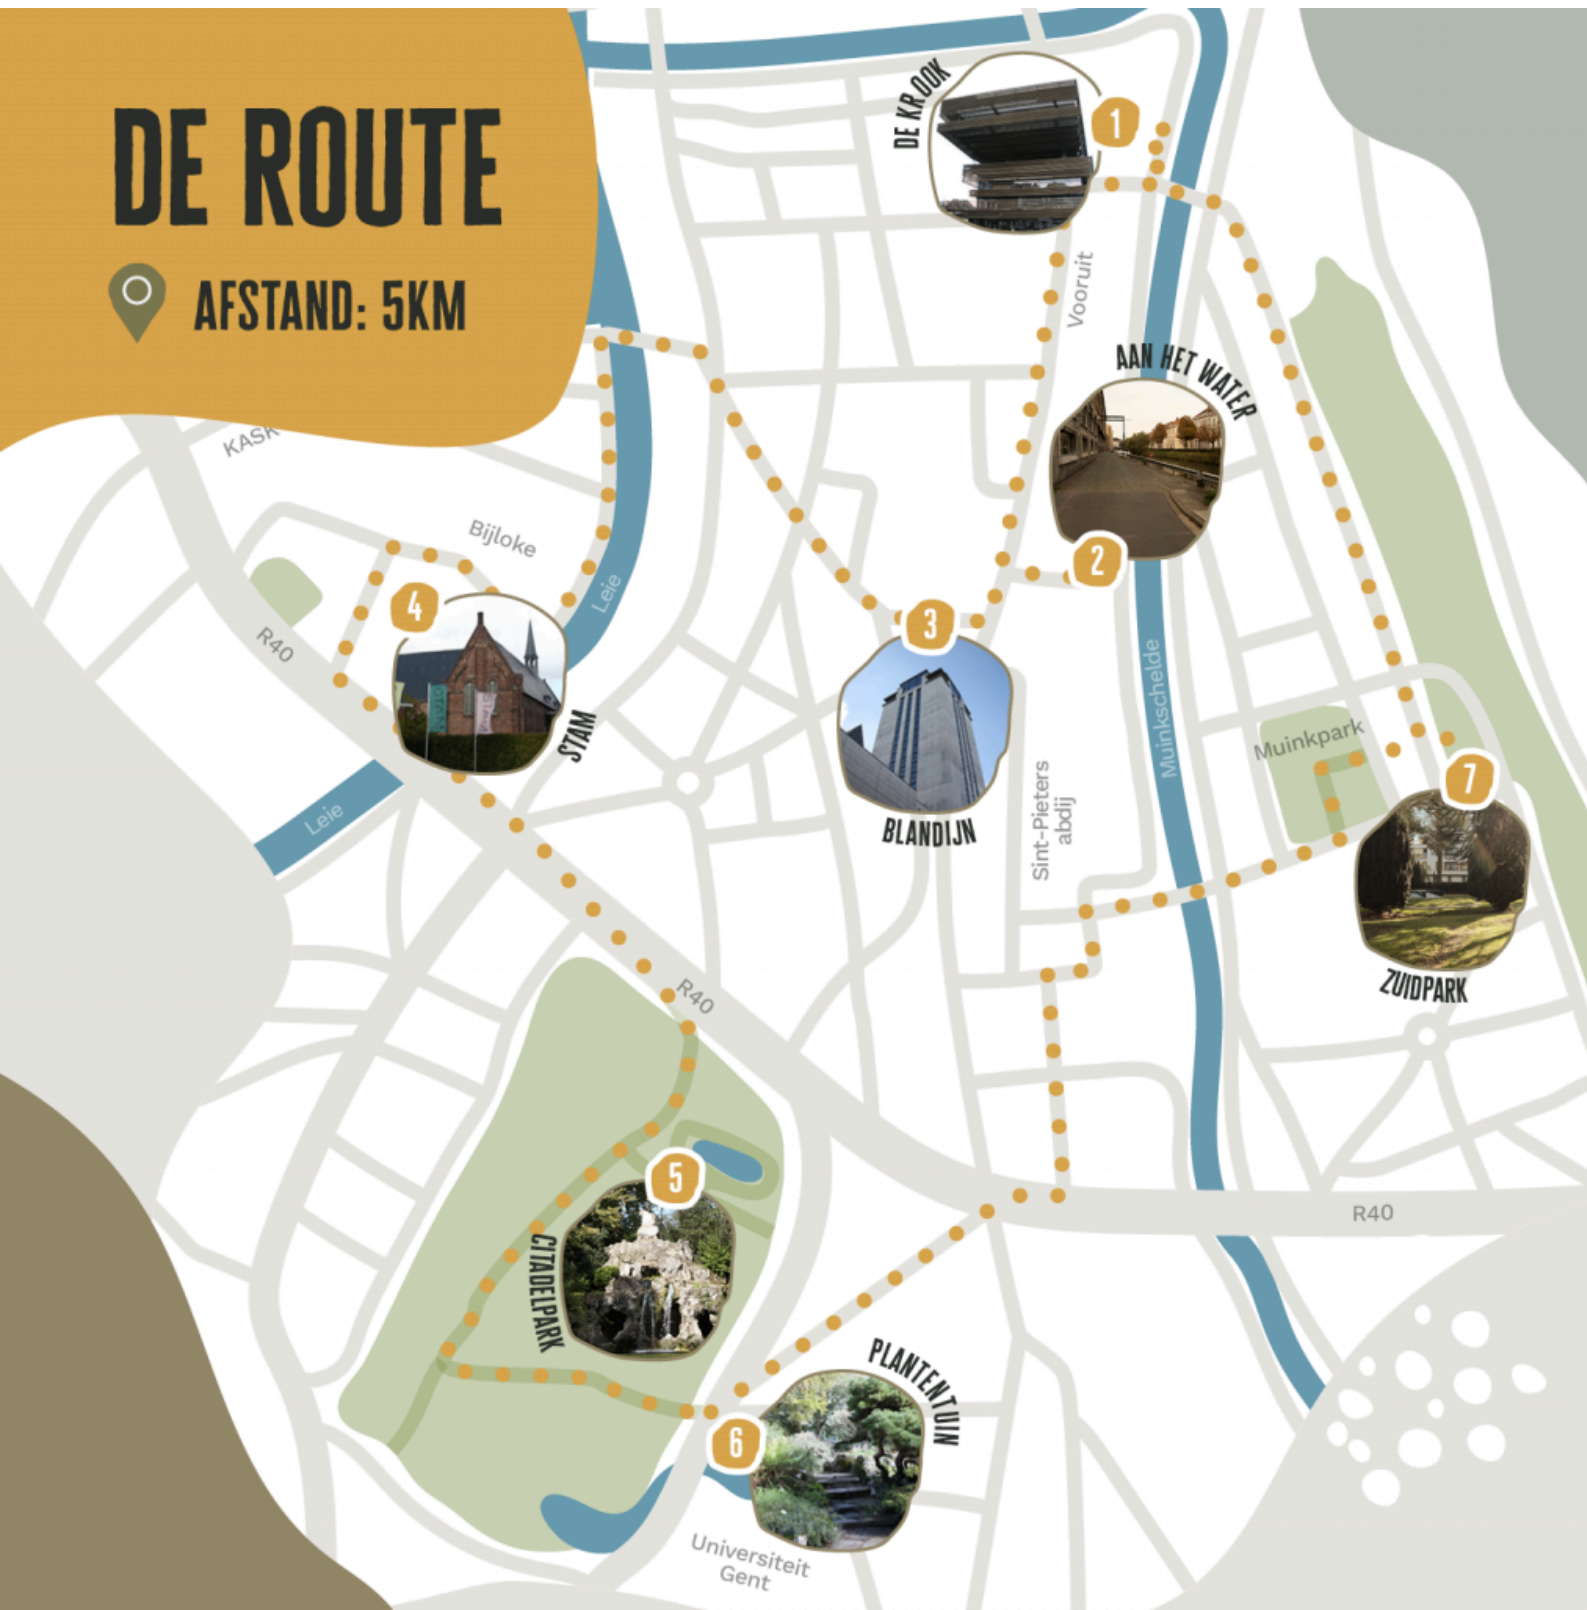 DE ROUTE
AFSTAND: 5KM
DE KROOK
1
Vooruit
AAN HET WATER
2
KASK
Bijloke
Leie
4
R40
STAM
3
BLANDIJN
Muinkschelde
Muinkpark
7
ZUIDPARK
Leie
Sint-Pieters
abdij
R40
5
CITADELPARK
R40
PLANTENTUIN
6
Universiteit
Gent